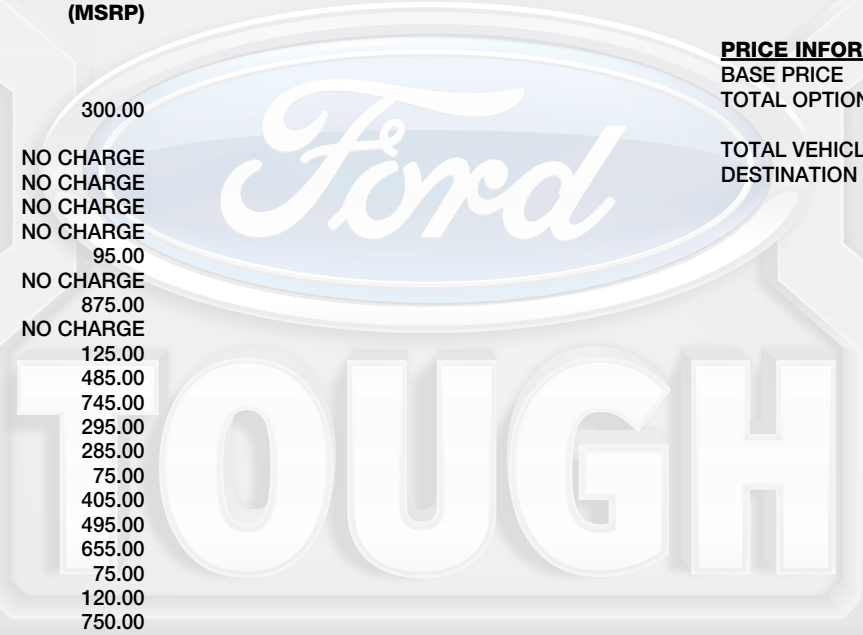 (MSRP)
300.00
NO CHARGE
NO CHARGE
NO CHARGE
NO CHARGE
95.00
NO CHARGE
875.00
NO CHARGE
125.00
485.00
745.00
295.00
285.00
75.00
405.00
495.00
655.00
75.00
120.00
750.00
PRICE INFOR
BASE PRICE
TOTAL OPTION
TOTAL VEHICL
DESTINATION
Ford
TOUGH